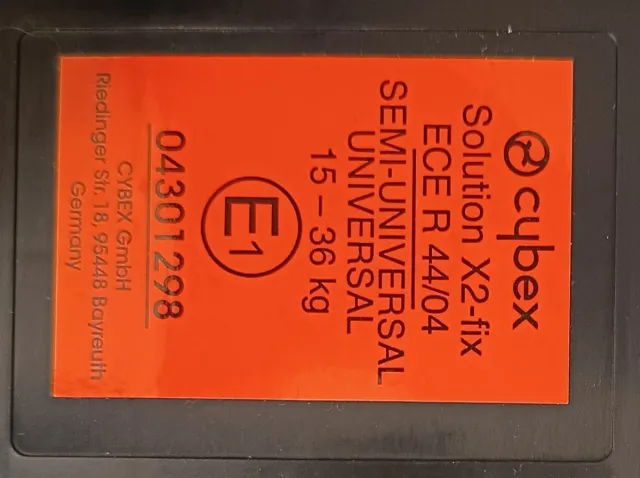 cybex
Solution X2-fix
ECE R 44/04
SEMI-UNIVERSAL
UNIVERSAL
15 – 36 kg
E1
04301298
CYBEX GmbH
Riedinger Str. 18, 95448 Bayreuth
Germany